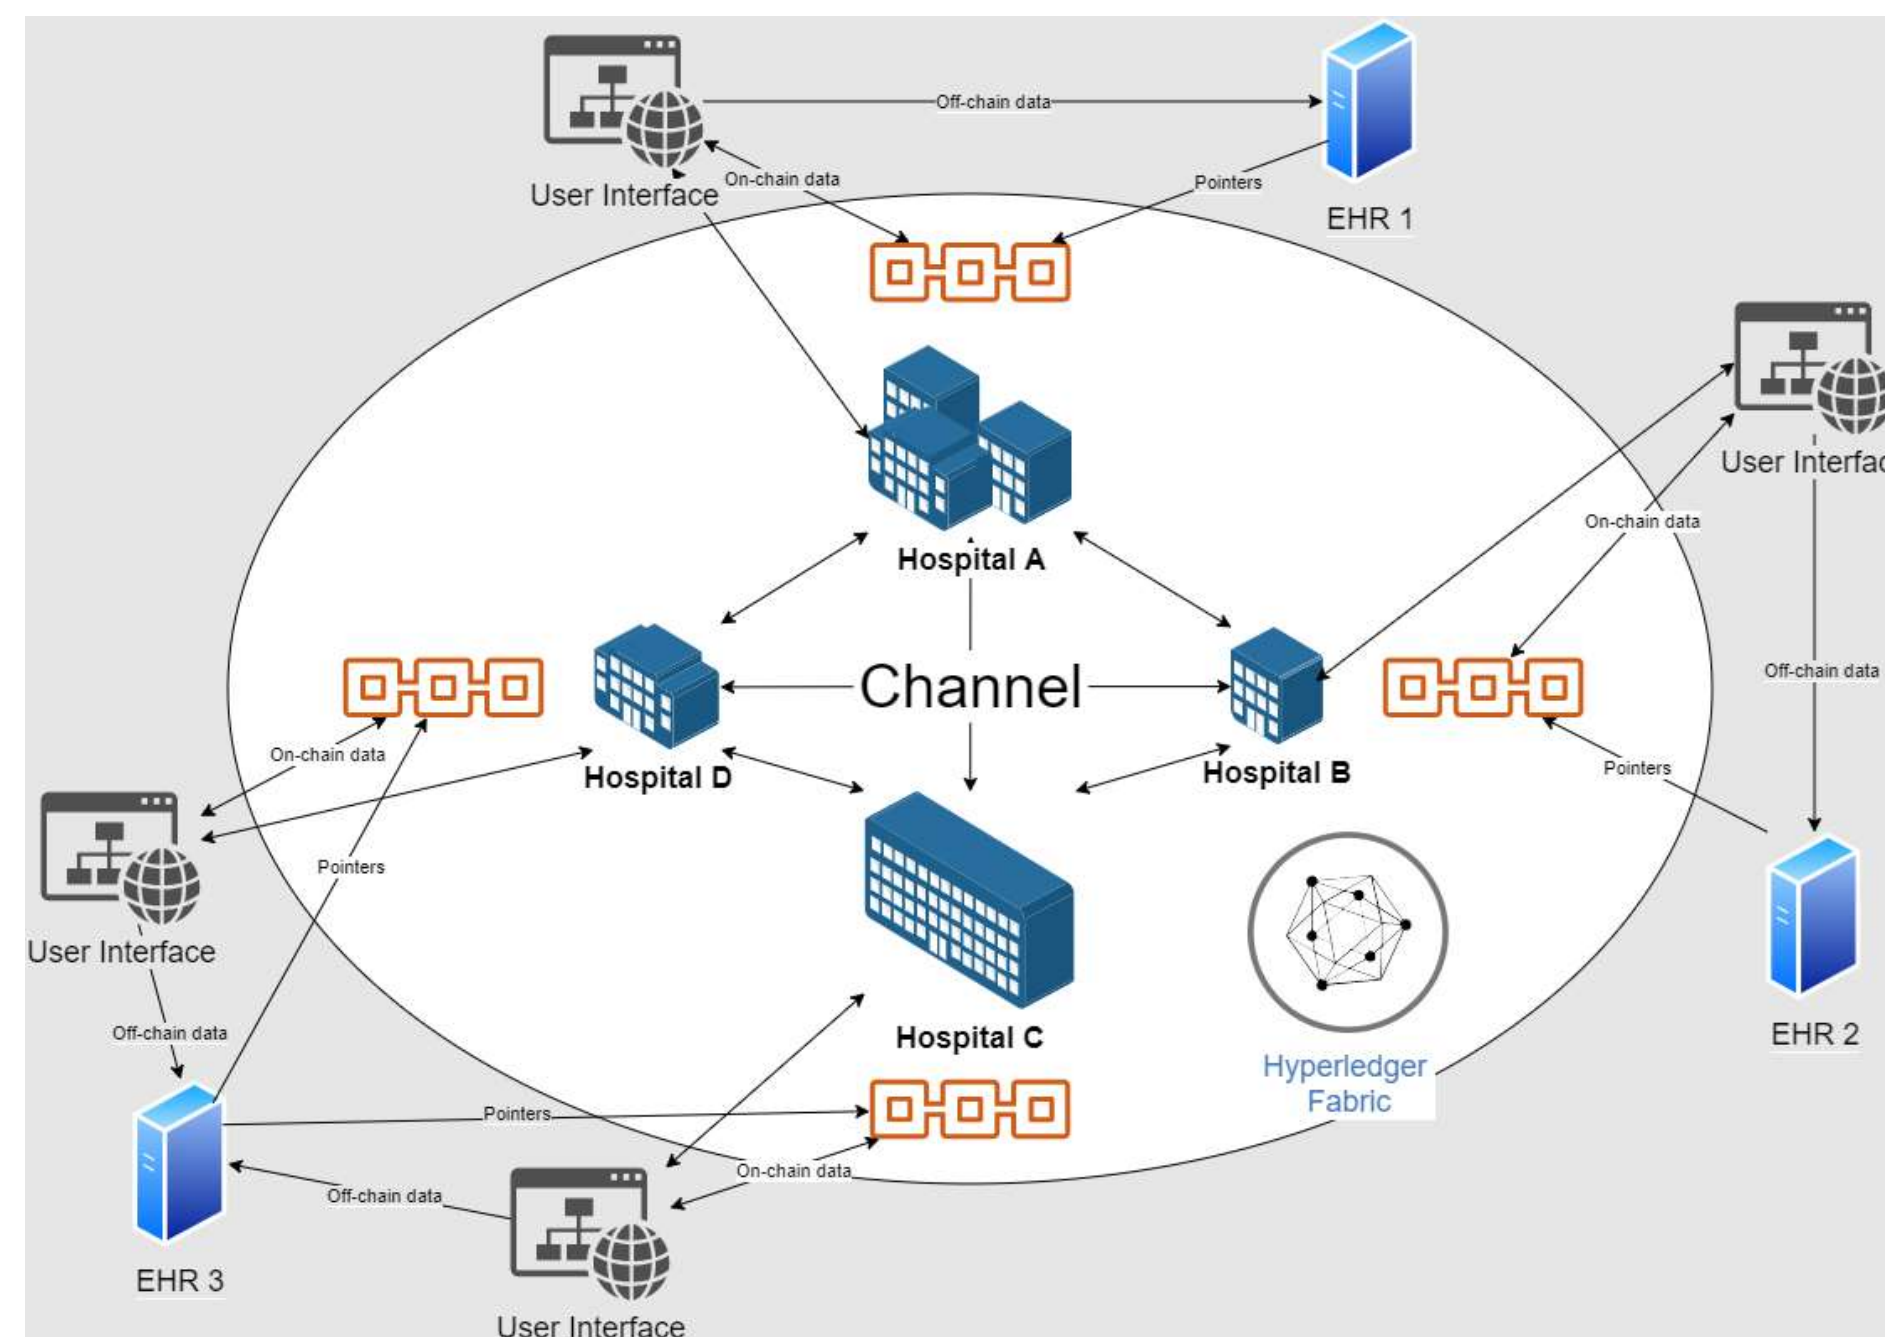 Off-chain data
On-chain data
User Interface
Pointers
EHR 1
User Interfac
On-chain data
Hospital A
Off-chain data
Channel
On-chain data
Hospital D
Hospital B
Pointers
Pointers
User Interface
Off-chain data
EHR 2
Hospital C
Hyperledger
Fabric
Pointers
On-chain data
Off-chain data
EHR 3
User Interface